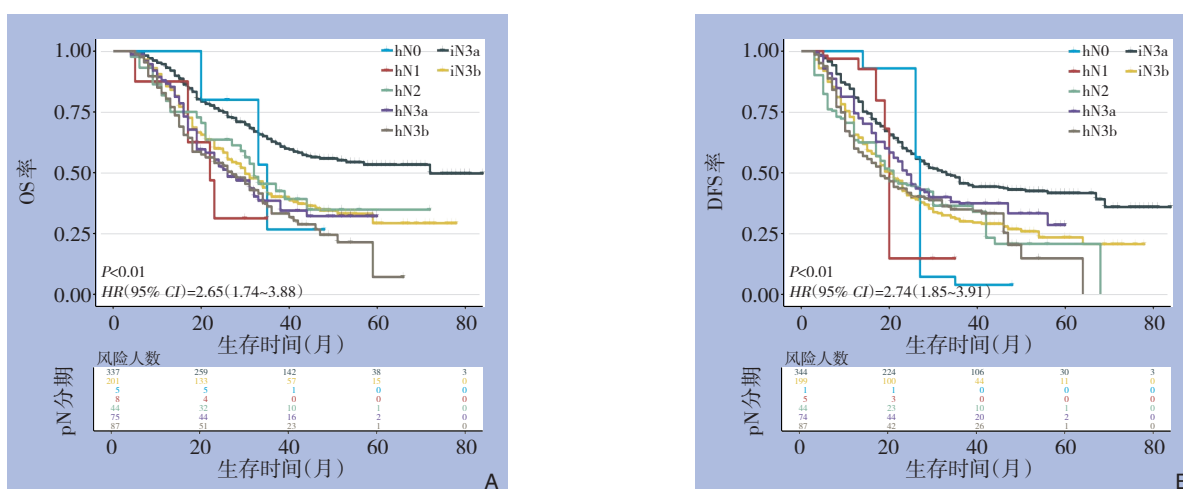 OS率
1.00
0.75
0.50
0.25
0.00
hN0 iN3a
hN1 iN3b
hN2
hN3a
hN3b
P<0.01
HR(95% CI)=2.65(1.74~3.88)
0 20 40 60 80
生存时间(月)
风险人数
pN分期
337 259 142 38 3
201 133 57 15 0
5 5 1 0 0
8 4 0 0 0
44 32 10 1 0
75 44 16 2 0
87 51 23 1 0
0 20 40 60 80
生存时间(月)
A
DFS率
1.00
0.75
0.50
0.25
0.00
hN0 iN3a
hN1 iN3b
hN2
hN3a
hN3b
P<0.01
HR(95% CI)=2.74(1.85~3.91)
0 20 40 60 80
生存时间(月)
风险人数
pN分期
344 224 106 30 3
199 100 44 11 0
1 1 0 0 0
5 3 0 0 0
44 23 10 1 0
74 44 20 2 0
87 42 26 1 0
0 20 40 60 80
生存时间(月)